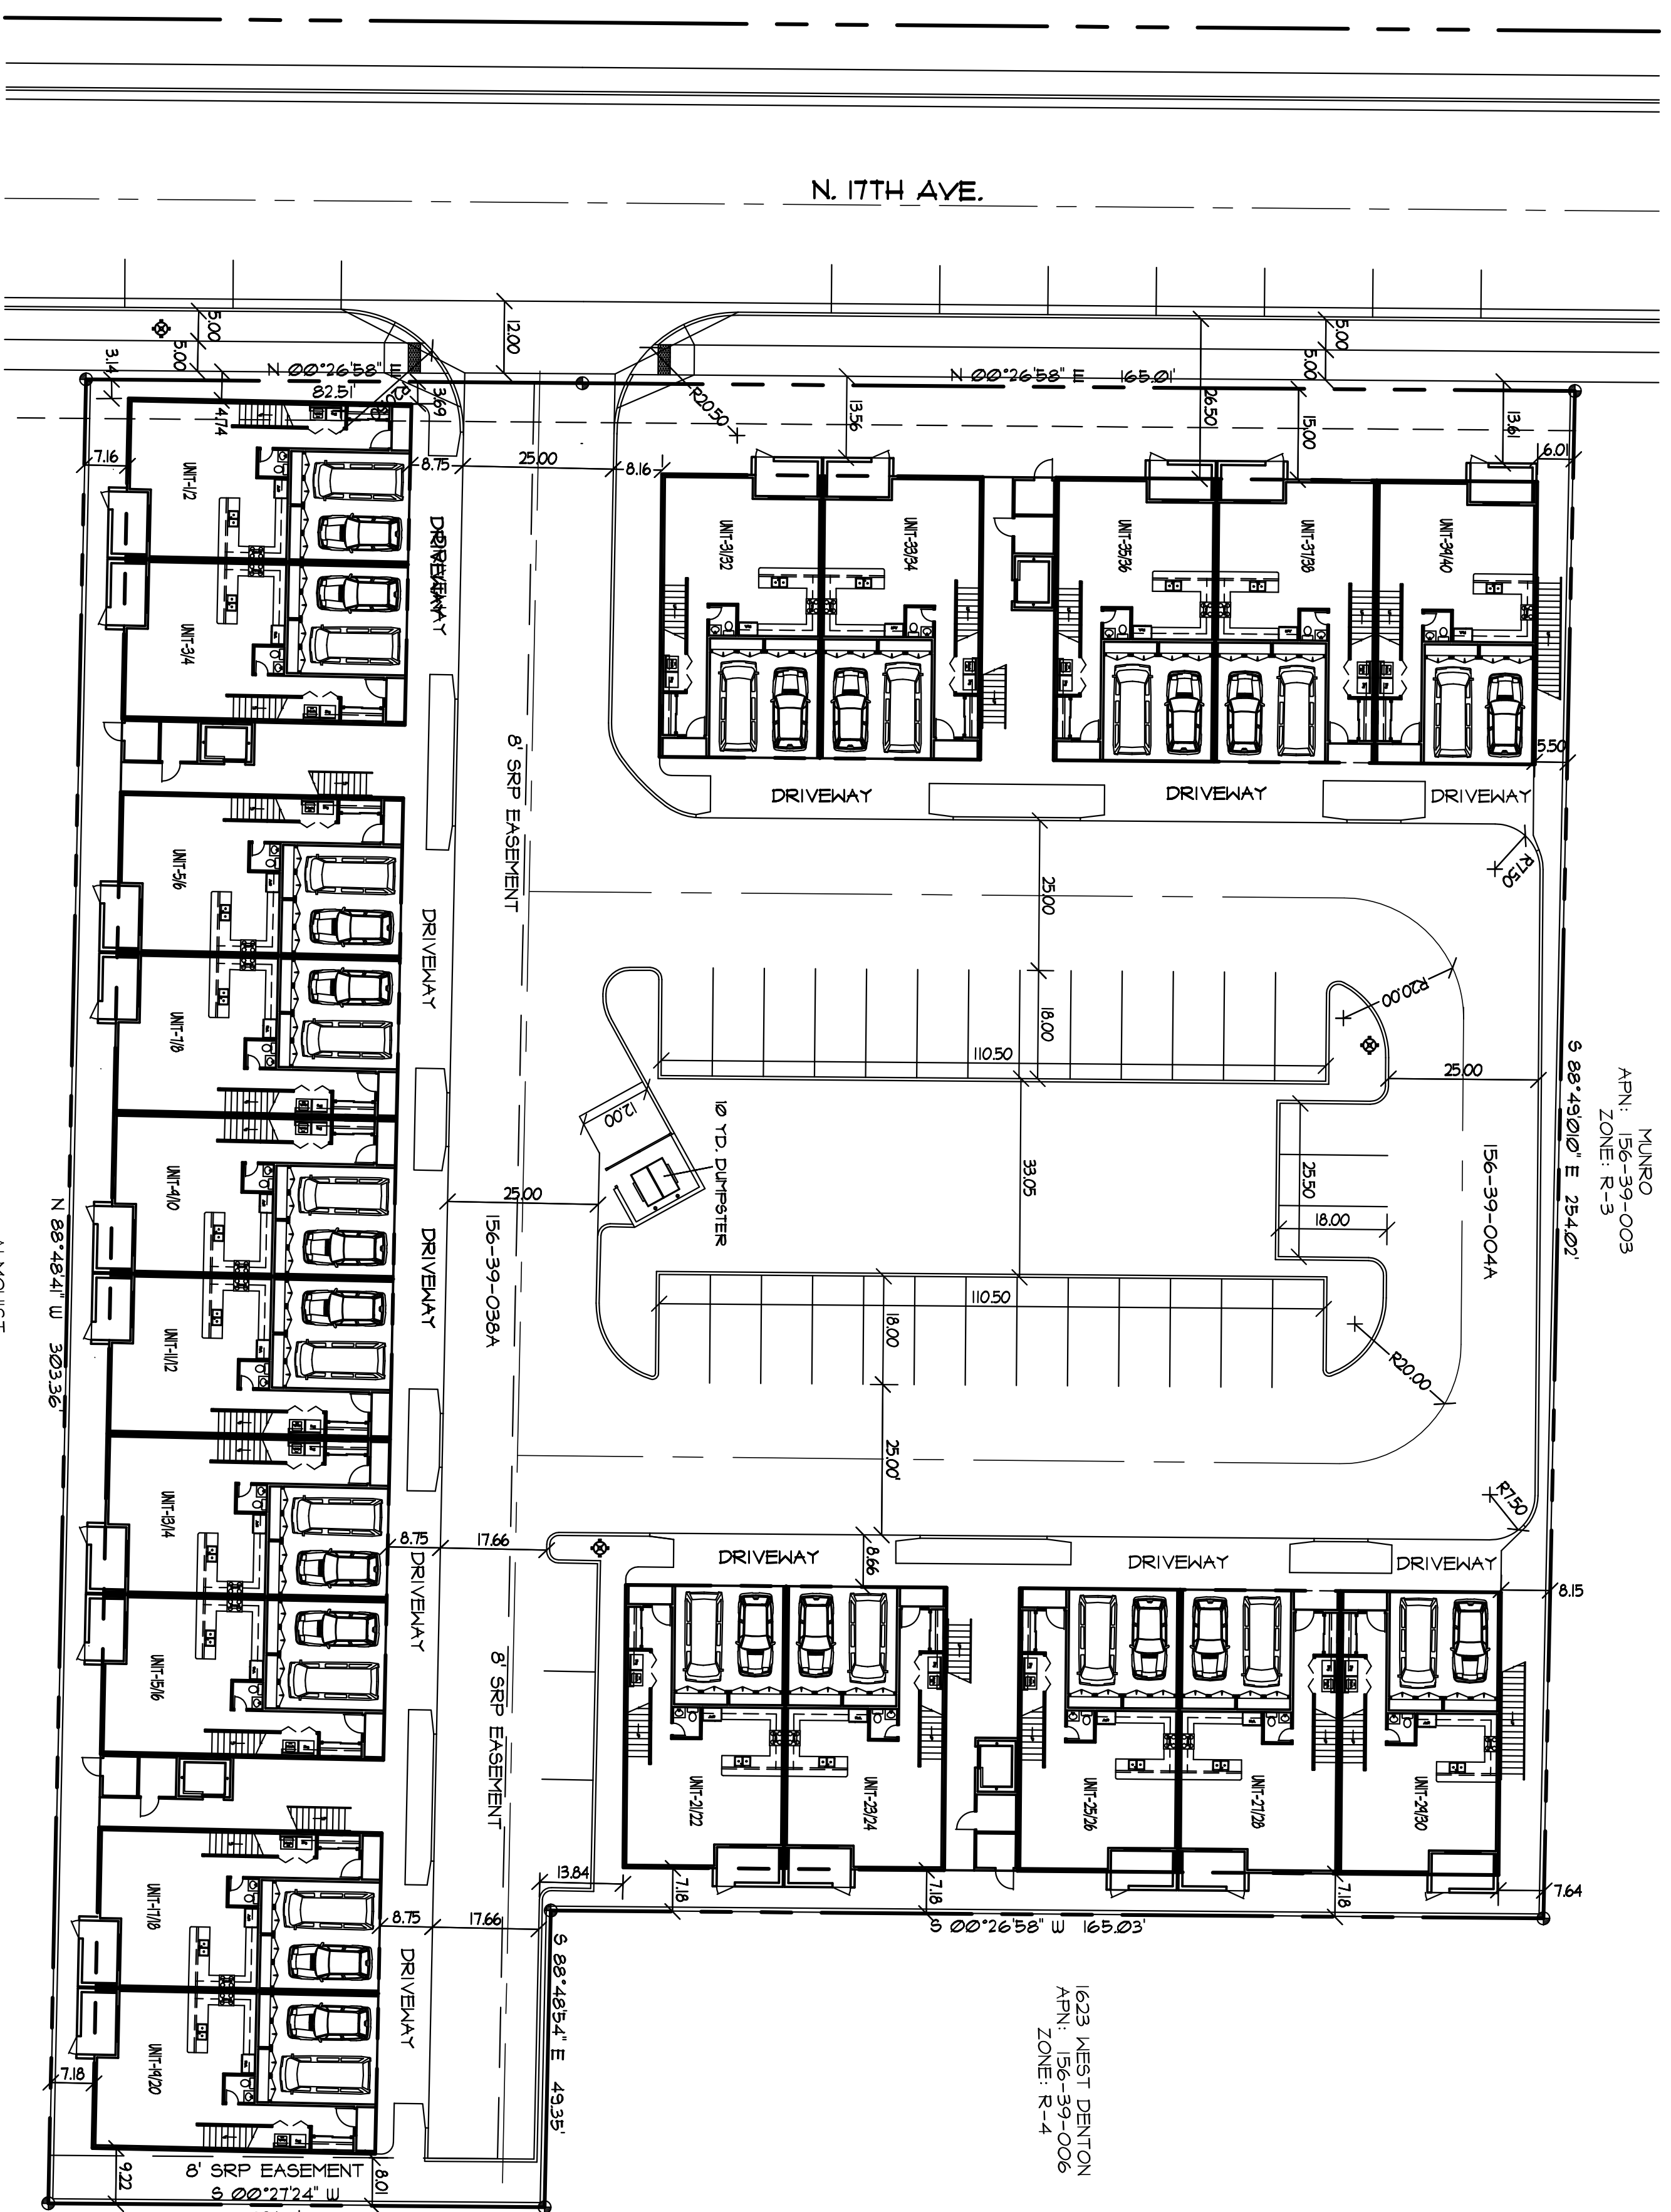 N. 17TH AVE.
5.00
5.00
3.14
N 00°26'58" W
82.51'
4.74
3.69
12.00
R20.50
13.56
N 00°26'58" E 165.01'
26.50
5.00
5.00
15.00
13.61
6.01
7.16
8.75
25.00
8.16
UNIT-1/2
UNIT-3/4
DRIVEWAY
DRIVEWAY
UNIT-31/32
UNIT-33/34
UNIT-35/36
UNIT-37/38
UNIT-39/40
5.50
8' SRP EASEMENT
DRIVEWAY
DRIVEWAY
DRIVEWAY
R7.50
25.00
UNIT-5/6
DRIVEWAY
UNIT-7/8
18.00
R20.00
110.50
25.00
S 88°49'010" E 254.02'
MUNRO
APN: 156-39-003
ZONE: R-3
12.00
10 YD. DUMPSTER
33.05
25.50
18.00
156-39-004A
25.00
156-39-038A
UNIT-9/10
DRIVEWAY
UNIT-11/12
N 88°48'41" W 303.36'
110.50
18.00
R20.00
25.00'
R7.50
UNIT-13/14
8.75
17.66
DRIVEWAY
DRIVEWAY
8.66
DRIVEWAY
DRIVEWAY
8.15
UNIT-15/16
8' SRP EASEMENT
UNIT-21/22
UNIT-23/24
UNIT-25/26
UNIT-27/28
UNIT-29/30
13.84
7.18
7.18
7.18
7.64
UNIT-17/18
8.75
17.66
DRIVEWAY
S 00°26'58" W 165.03'
S 88°48'54" E 49.35'
1623 WEST DENTON
APN: 156-39-006
ZONE: R-4
UNIT-19/20
7.18
9.22
8' SRP EASEMENT
8.01
S 00°27'24" W